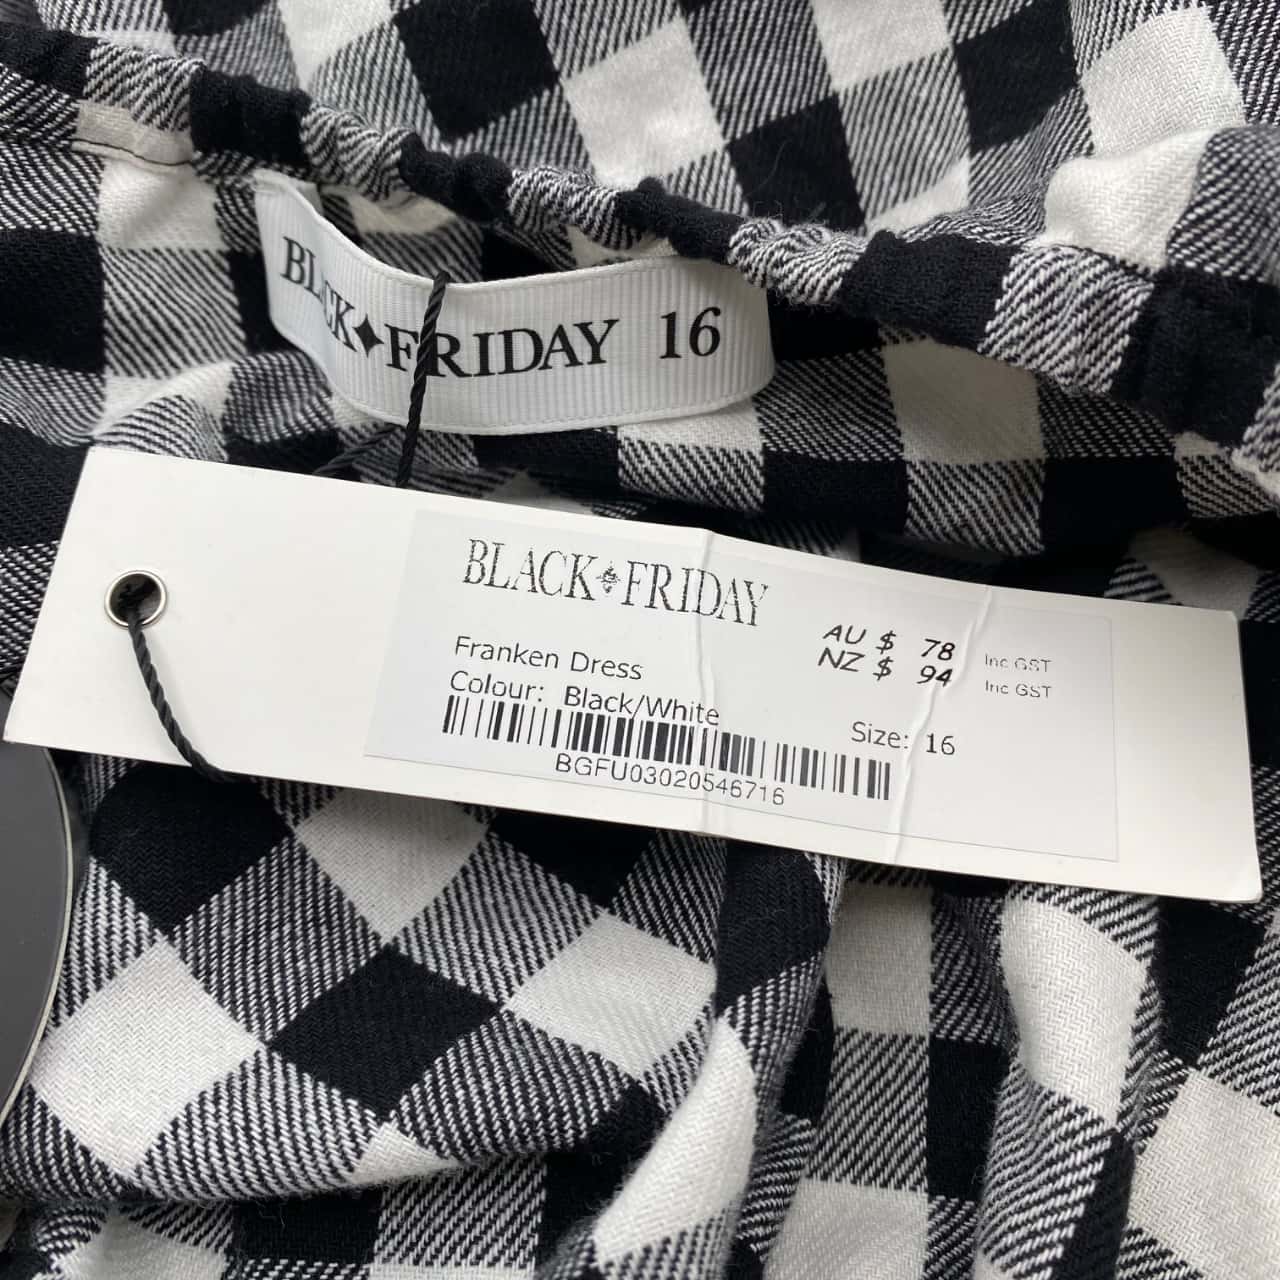 BLACK✦FRIDAY 16
BLACK FRIDAY
AU $ 78 Inc GST
NZ $ 94 Inc GST
Franken Dress
Colour: Black/White
Size: 16
BGFU03020546716